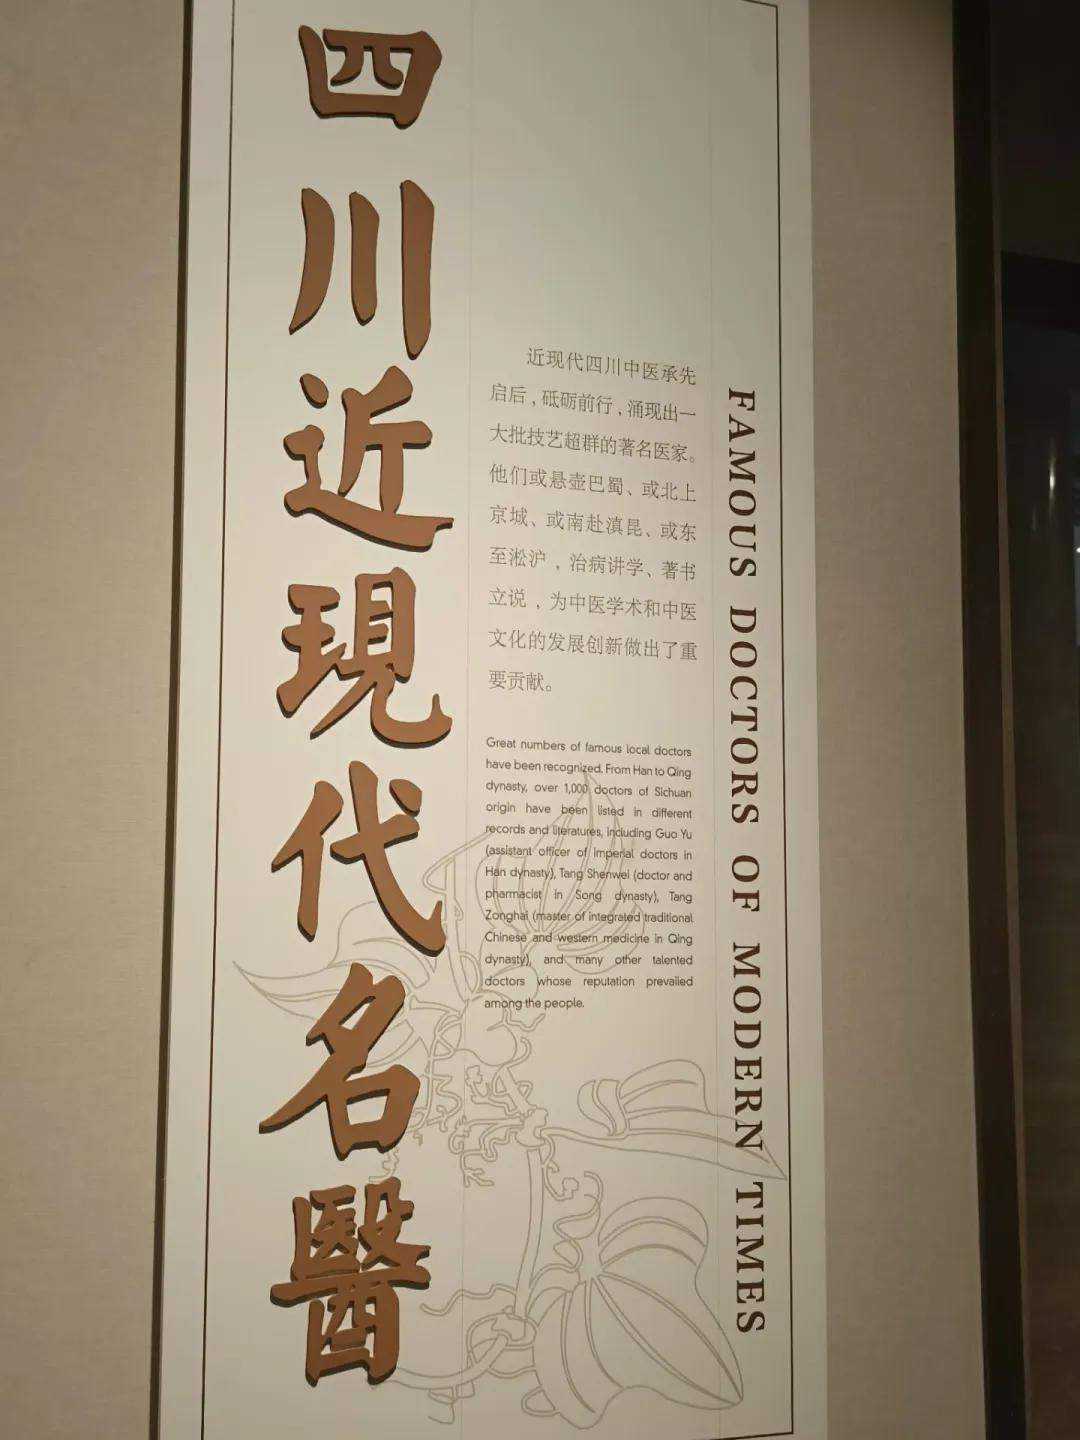 四川近現代名醫
近现代四川中医承先
启后，砥砺前行，涌现出一
大批技艺超群的著名医家。
他们或悬壶巴蜀、或北上
京城、或南赴滇昆、或东
至淞沪，治病讲学、著书
立说，为中医学术和中医
文化的发展创新做出了重
要贡献。
Great numbers of famous local doctors
have been recognized. From Han to Qing
dynasty, over 1,000 doctors of Sichuan
origin have been listed in different
records and literatures, including Guo Yu
(assistant officer of imperial doctors in
Han dynasty), Tang Shenwei (doctor and
pharmacist in Song dynasty), Tang
Zonghai (master of integrated traditional
Chinese and western medicine in Qing
dynasty), and many other talented
doctors whose reputation prevailed
among the people.
FAMOUS DOCTORS OF MODERN TIMES